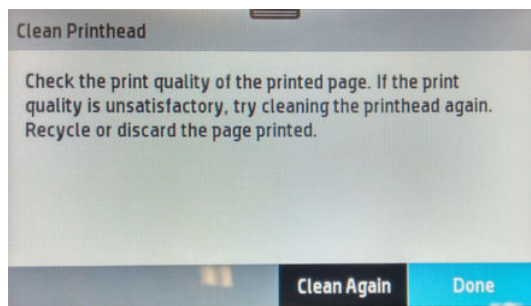 Clean Printhead
Check the print quality of the printed page. If the print
quality is unsatisfactory, try cleaning the printhead again.
Recycle or discard the page printed.
Clean Again
Done